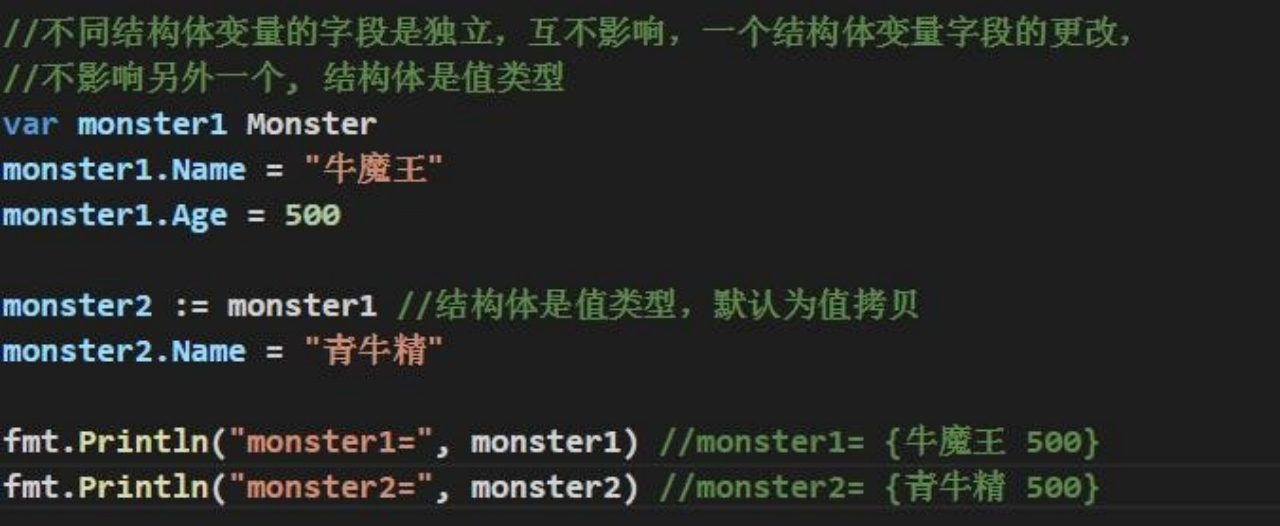 //不同结构体变量的字段是独立，互不影响，一个结构体变量字段的更改，
//不影响另外一个, 结构体是值类型
var monster1 Monster
monster1.Name = "牛魔王"
monster1.Age = 500
monster2 := monster1 //结构体是值类型，默认为值拷贝
monster2.Name = "青牛精"
fmt.Println("monster1=", monster1) //monster1= {牛魔王 500}
fmt.Println("monster2=", monster2) //monster2= {青牛精 500}